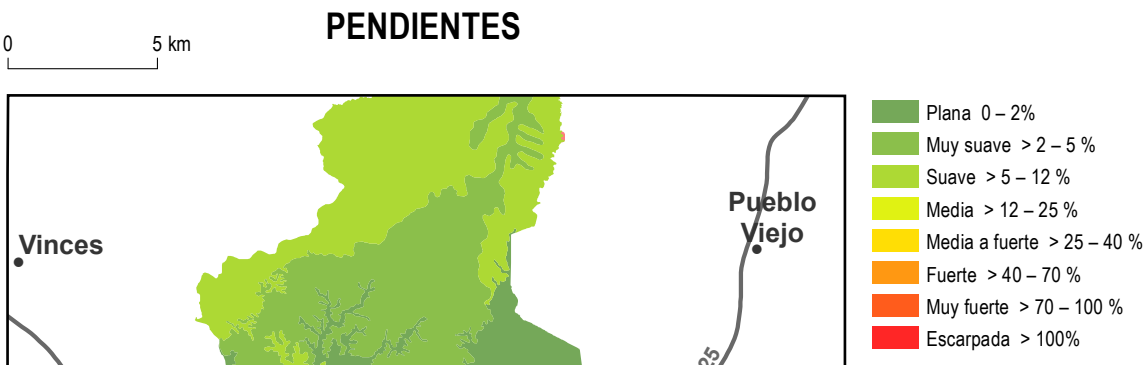 PENDIENTES
0 5 km
Plana 0 – 2%
Muy suave > 2 – 5 %
Suave > 5 – 12 %
Media > 12 – 25 %
Media a fuerte > 25 – 40 %
Fuerte > 40 – 70 %
Muy fuerte > 70 – 100 %
Escarpada > 100%
Pueblo
Viejo
Vinces
25